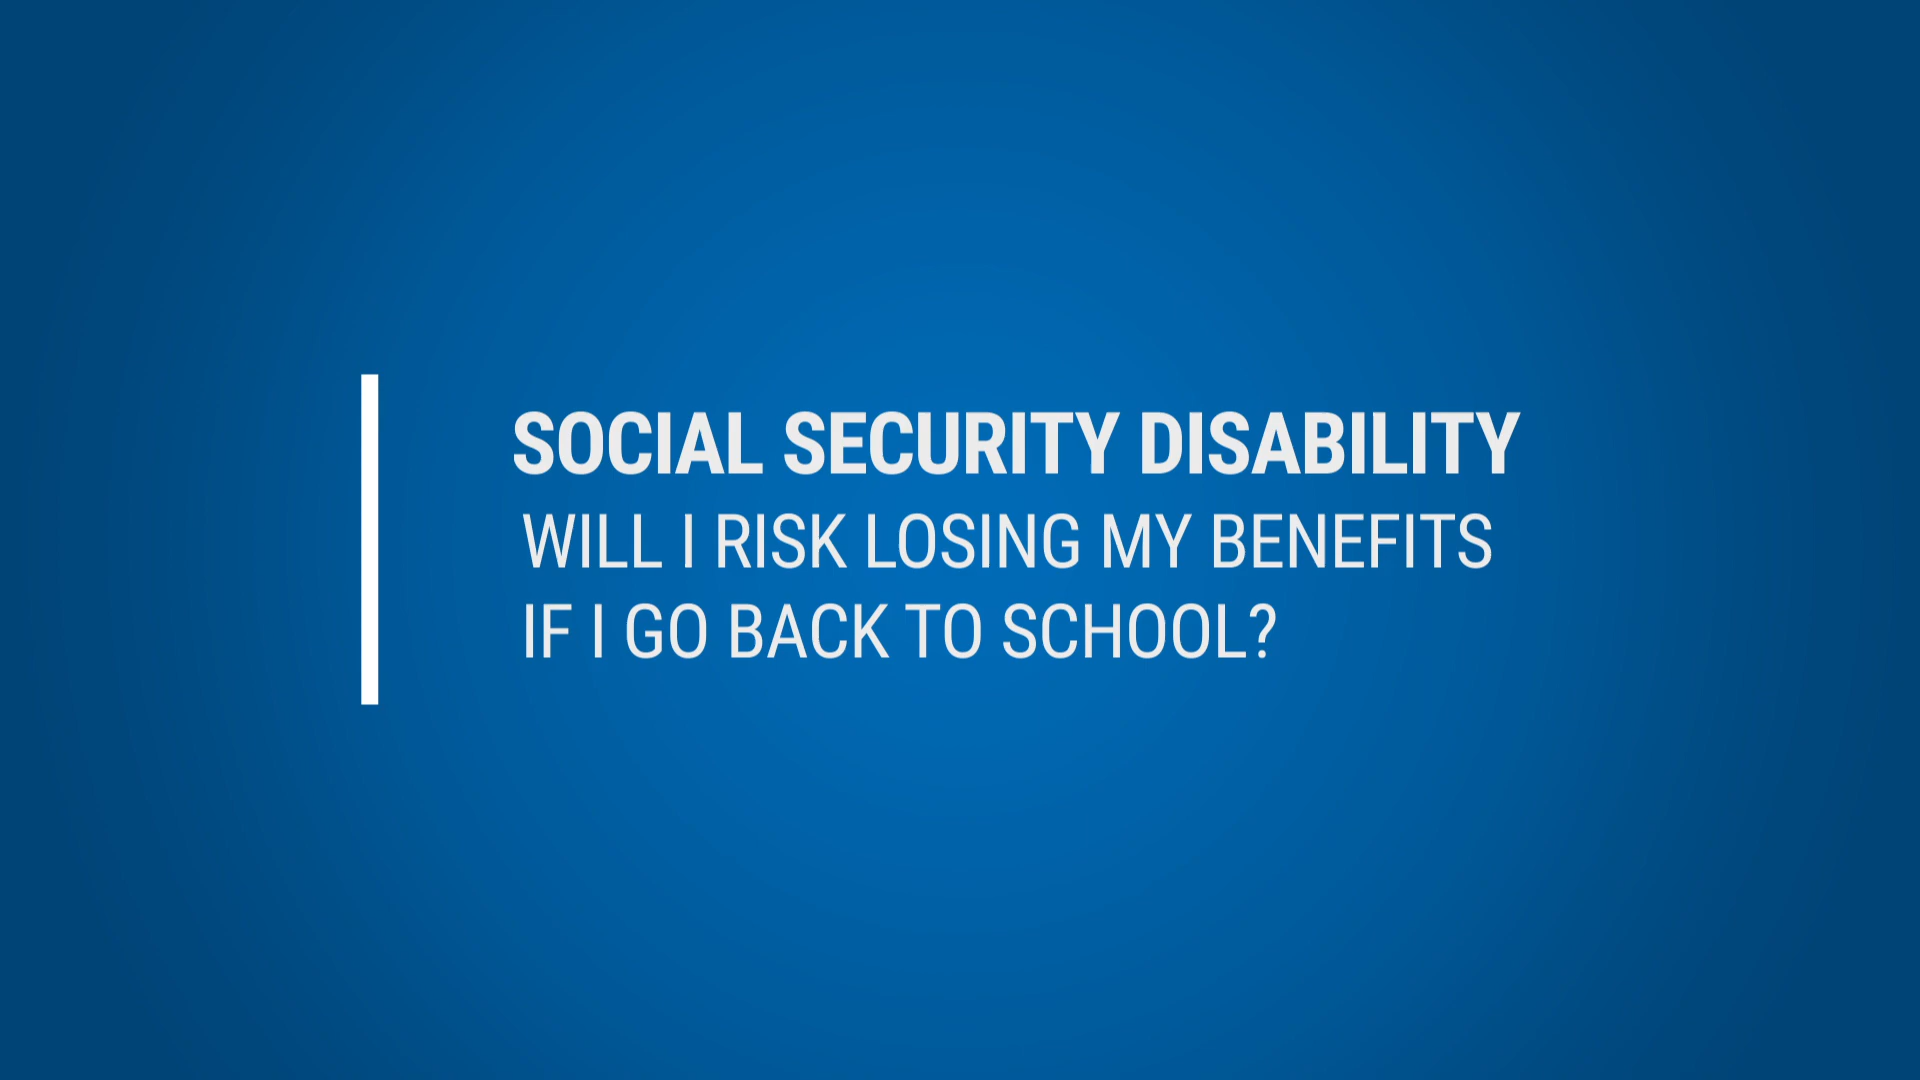 SOCIAL SECURITY DISABILITY
WILL I RISK LOSING MY BENEFITS
IF I GO BACK TO SCHOOL?